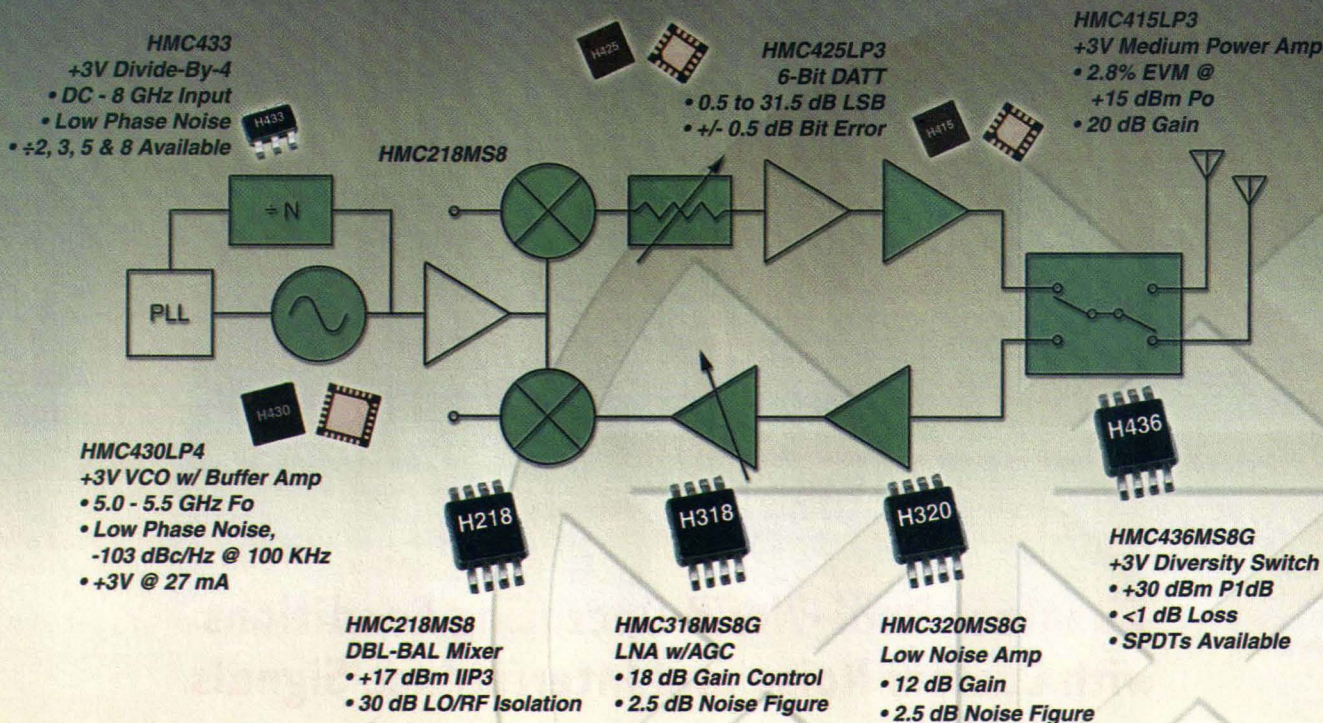 HMC433
+3V Divide-By-4
• DC - 8 GHz Input
• Low Phase Noise
• ÷2, 3, 5 & 8 Available
H433
HMC218MS8
H425
HMC425LP3
6-Bit DATT
• 0.5 to 31.5 dB LSB
• +/- 0.5 dB Bit Error
H415
HMC415LP3
+3V Medium Power Amp
• 2.8% EVM @
+15 dBm Po
• 20 dB Gain
÷ N
PLL
H430
HMC430LP4
+3V VCO w/ Buffer Amp
• 5.0 - 5.5 GHz Fo
• Low Phase Noise,
-103 dBc/Hz @ 100 KHz
• +3V @ 27 mA
H218
HMC218MS8
DBL-BAL Mixer
• +17 dBm IIP3
• 30 dB LO/RF Isolation
H318
HMC318MS8G
LNA w/AGC
• 18 dB Gain Control
• 2.5 dB Noise Figure
H320
HMC320MS8G
Low Noise Amp
• 12 dB Gain
• 2.5 dB Noise Figure
H436
HMC436MS8G
+3V Diversity Switch
• +30 dBm P1dB
• <1 dB Loss
• SPDTs Available